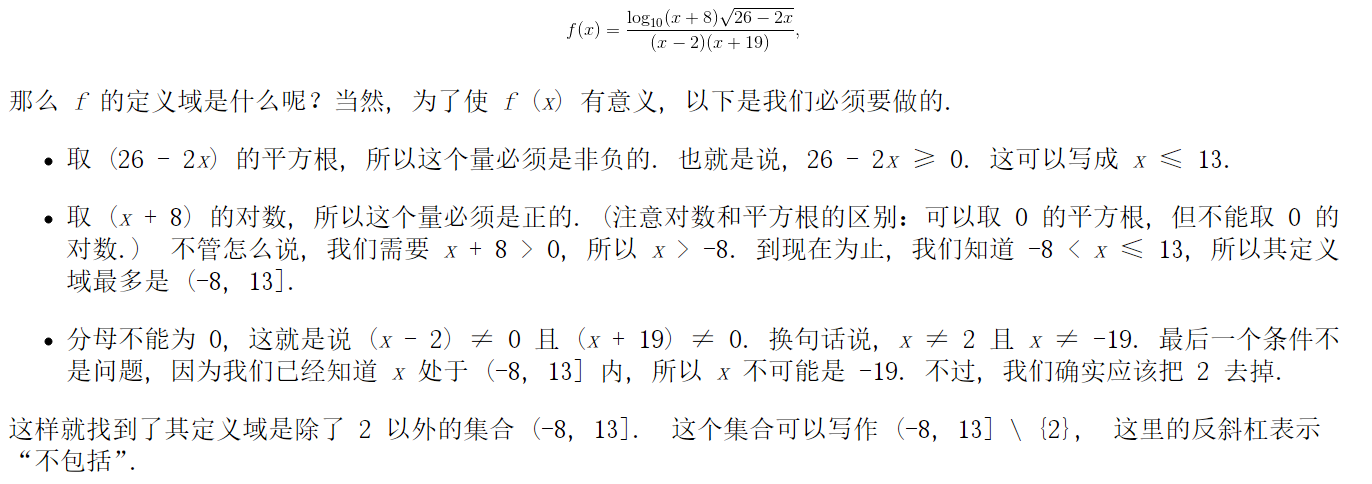 f(x) = \frac{\log_{10}(x + 8)\sqrt{26 - 2x}}{(x - 2)(x + 19)},
那么 f 的定义域是什么呢？当然, 为了使 f (x) 有意义, 以下是我们必须要做的.
• 取 (26 - 2x) 的平方根, 所以这个量必须是非负的. 也就是说, 26 - 2x ⩾ 0. 这可以写成 x ⩽ 13.
• 取 (x + 8) 的对数, 所以这个量必须是正的. (注意对数和平方根的区别: 可以取 0 的平方根, 但不能取 0 的
对数.) 不管怎么说, 我们需要 x + 8 > 0, 所以 x > -8. 到现在为止, 我们知道 -8 < x ⩽ 13, 所以其定义
域最多是 (-8, 13].
• 分母不能为 0, 这就是说 (x - 2) ≠ 0 且 (x + 19) ≠ 0. 换句话说, x ≠ 2 且 x ≠ -19. 最后一个条件不
是问题, 因为我们已经知道 x 处于 (-8, 13] 内, 所以 x 不可能是 -19. 不过, 我们确实应该把 2 去掉.
这样就找到了其定义域是除了 2 以外的集合 (-8, 13]. 这个集合可以写作 (-8, 13] \ {2}, 这里的反斜杠表示
“不包括”.